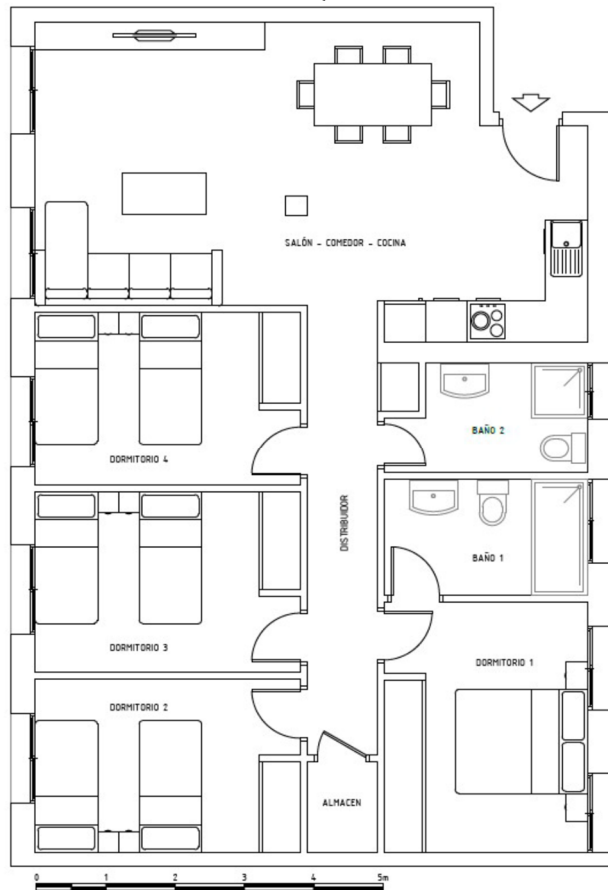 SALÓN - COMEDOR - COCINA
BAÑO 2
DORMITORIO 4
DISTRIBUIDOR
BAÑO 1
DORMITORIO 3
DORMITORIO 1
DORMITORIO 2
ALMACEN
0 1 2 3 4 5m